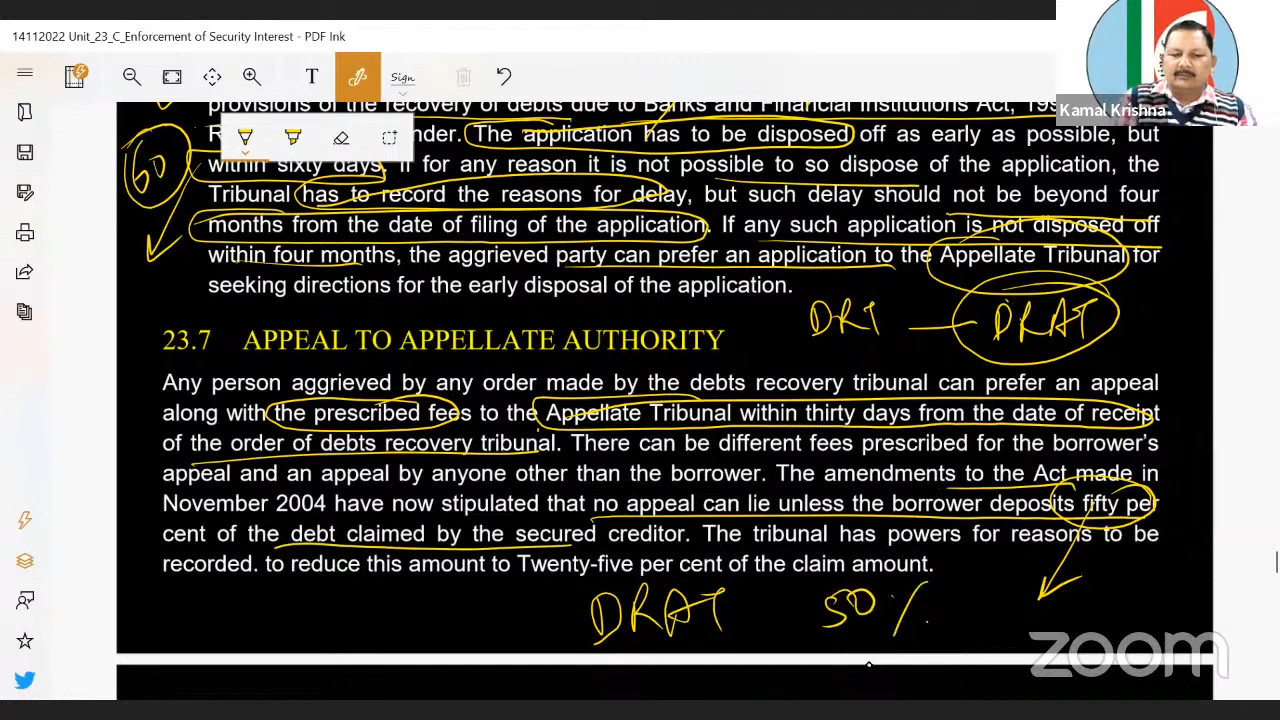 14112022 Unit_23_C_Enforcement of Security Interest - PDF Ink
T
Sign
Kamal Krishna
provisions of the recovery of debts due to Banks and Financial Institutions Act,
The application has to be disposed off as early as possible, but
within sixty days. If for any reason it is not possible to so dispose of the application, the
Tribunal has to record the reasons for delay, but such delay should not be beyond four
months from the date of filing of the application. If any such application is not disposed off
within four months, the aggrieved party can prefer an application to the Appellate Tribunal for
seeking directions for the early disposal of the application.
60
DRT — DRAT
23.7 APPEAL TO APPELLATE AUTHORITY
Any person aggrieved by any order made by the debts recovery tribunal can prefer an appeal
along with the prescribed fees to the Appellate Tribunal within thirty days from the date of receipt
of the order of debts recovery tribunal. There can be different fees prescribed for the borrower's
appeal and an appeal by anyone other than the borrower. The amendments to the Act made in
November 2004 have now stipulated that no appeal can lie unless the borrower deposits fifty per
cent of the debt claimed by the secured creditor. The tribunal has powers for reasons to be
recorded. to reduce this amount to Twenty-five per cent of the claim amount.
DRAT 50%
zoom